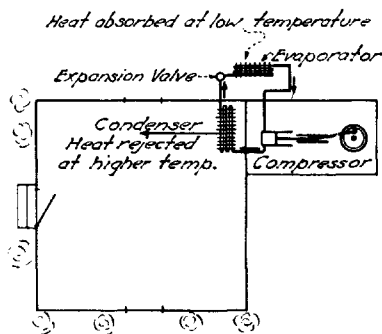 Heat absorbed at low temperature
Evaporator
Expansion Valve
Condenser
Heat rejected
at higher temp.
Compressor